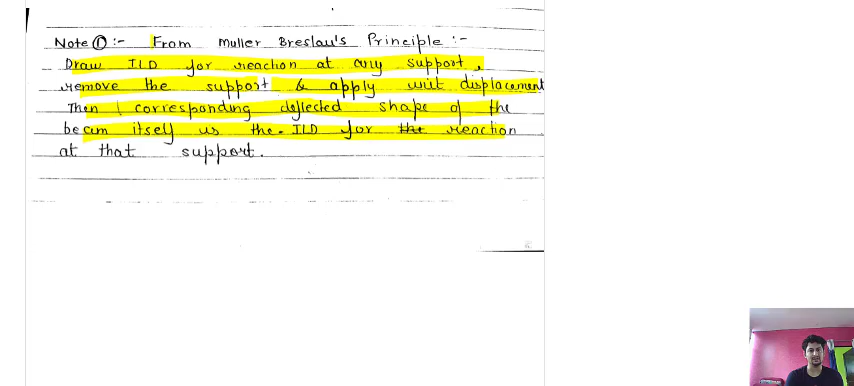 Note ①:- From Muller Breslau's Principle:-
Draw ILD for reaction at any support,
remove the support & apply unit displacement
Then corresponding deflected shape of the
beam itself is the ILD for the reaction
at that support.